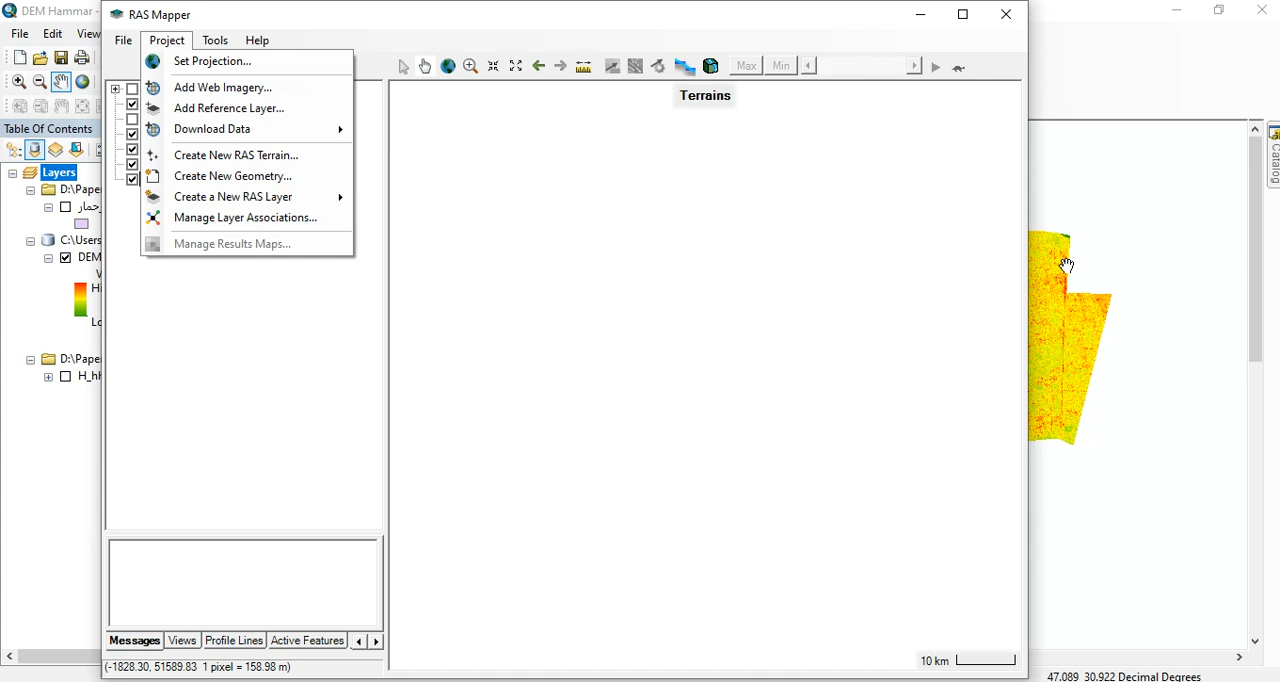 DEM Hammar -
RAS Mapper
File Edit View
File Project Tools Help
Set Projection...
Add Web Imagery...
Add Reference Layer...
Download Data
Create New RAS Terrain...
Create New Geometry...
Create a New RAS Layer
Manage Layer Associations...
Manage Results Maps...
Max Min
Terrains
Table Of Contents
Catalog
Layers
D:\Pape
حمار
C:\Users
DEM
V
Hi
Lo
D:\Pape
H_hh
Messages Views Profile Lines Active Features
(-1828.30, 51589.83 1 pixel = 158.98 m)
10 km
47.089 30.922 Decimal Degrees